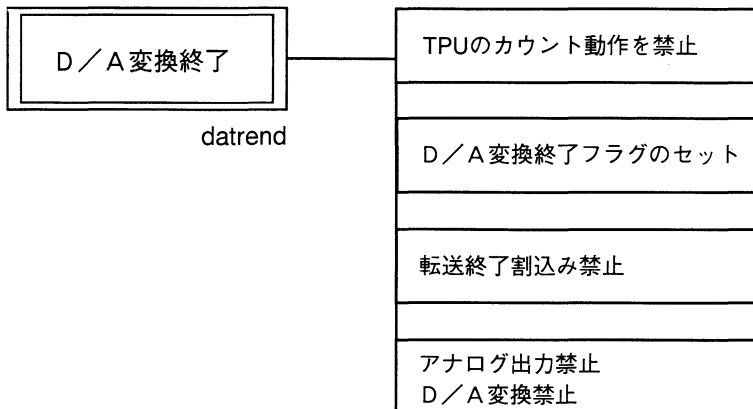 D／A変換終了
datrend
TPUのカウント動作を禁止
D／A変換終了フラグのセット
転送終了割込み禁止
アナログ出力禁止
D／A変換禁止